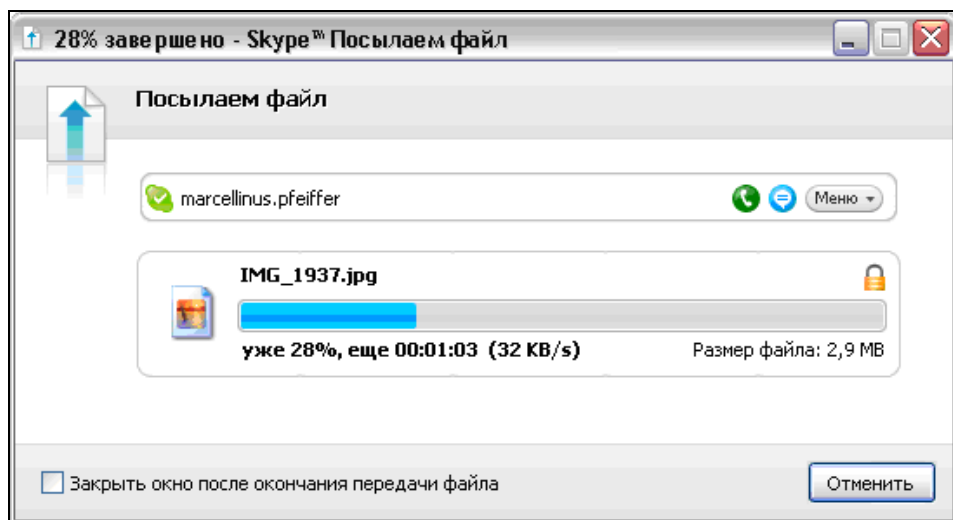 28% завершено - Skype™ Посылаем файл
Посылаем файл
marcellinus.pfeiffer
Меню
IMG_1937.jpg
уже 28%, еще 00:01:03 (32 KB/s) Размер файла: 2,9 MB
Закрыть окно после окончания передачи файла Отменить